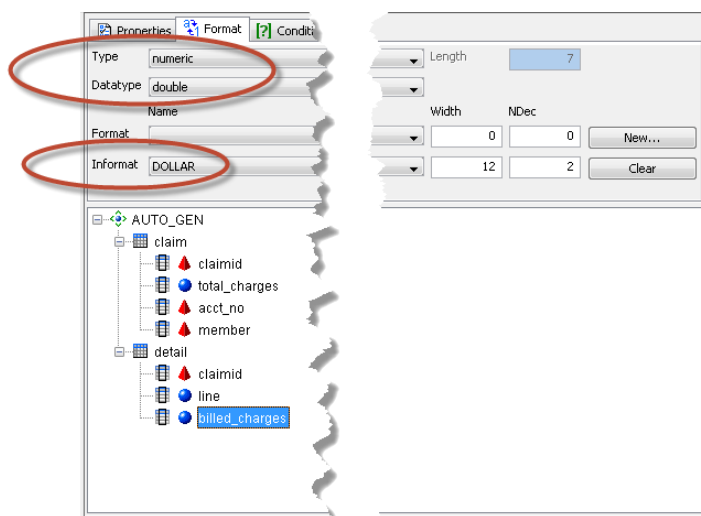 Properties Format [?] Conditi
Type numeric Length 7
Datatype double
Name Width NDec
Format 0 0 New...
Informat DOLLAR 12 2 Clear
AUTO_GEN
claim
claimid
total_charges
acct_no
member
detail
claimid
line
billed_charges